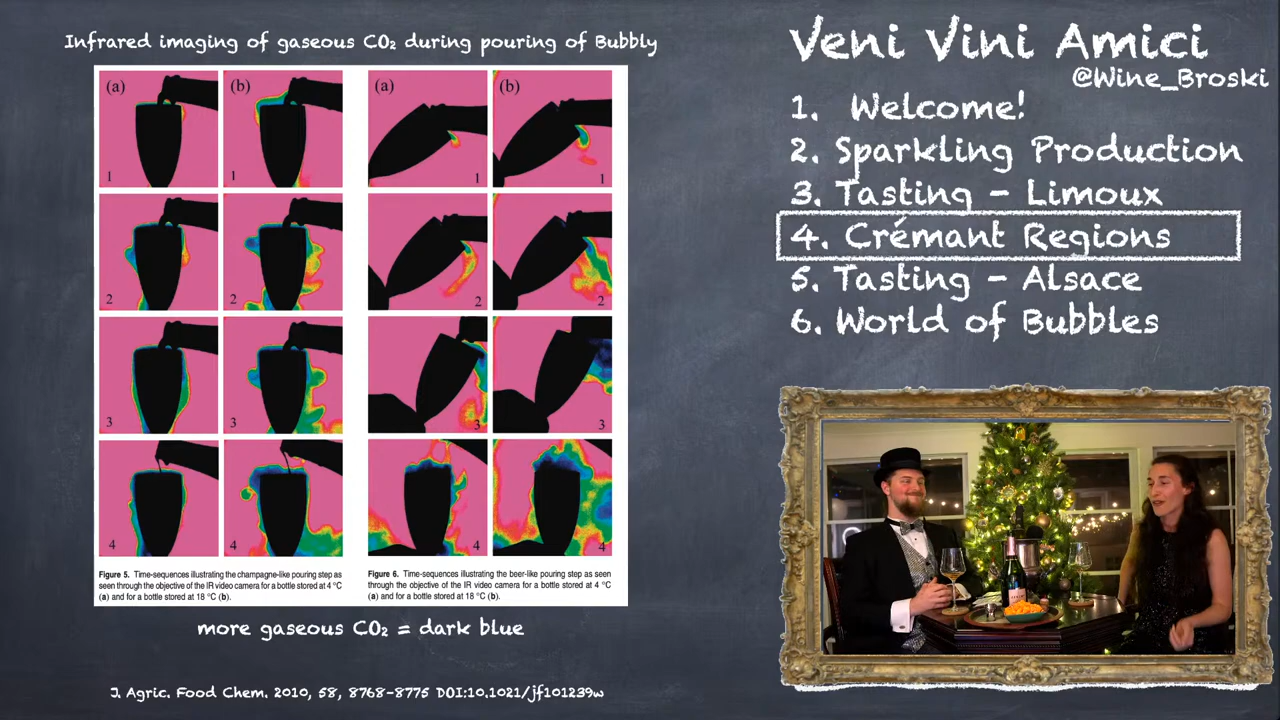 Infrared imaging of gaseous CO₂ during pouring of Bubbly
(a)
(b)
(a)
(b)
1
1
1
1
2
2
2
2
3
3
3
3
4
4
4
4
Figure 5. Time-sequences illustrating the champagne-like pouring step as
seen through the objective of the IR video camera for a bottle stored at 4 °C
(a) and for a bottle stored at 18 °C (b).
Figure 6. Time-sequences illustrating the beer-like pouring step as seen
through the objective of the IR video camera for a bottle stored at 4 °C
(a) and for a bottle stored at 18 °C (b).
more gaseous CO₂ = dark blue
J. Agric. Food Chem. 2010, 58, 8768-8775 DOI:10.1021/jf101239w
Veni Vini Amici
@Wine_Broski
1. Welcome!
2. Sparkling Production
3. Tasting - Limoux
4. Crémant Regions
5. Tasting - Alsace
6. World of Bubbles